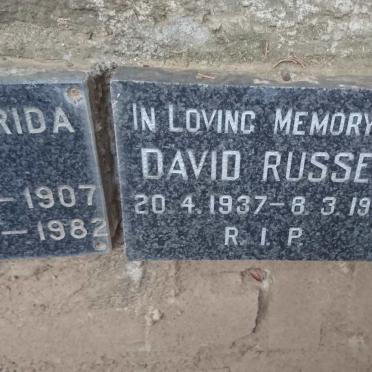 RIDA
-1907
-1982
IN LOVING MEMORY
DAVID RUSSE
20.4.1937-8.3.19
R.I.P.